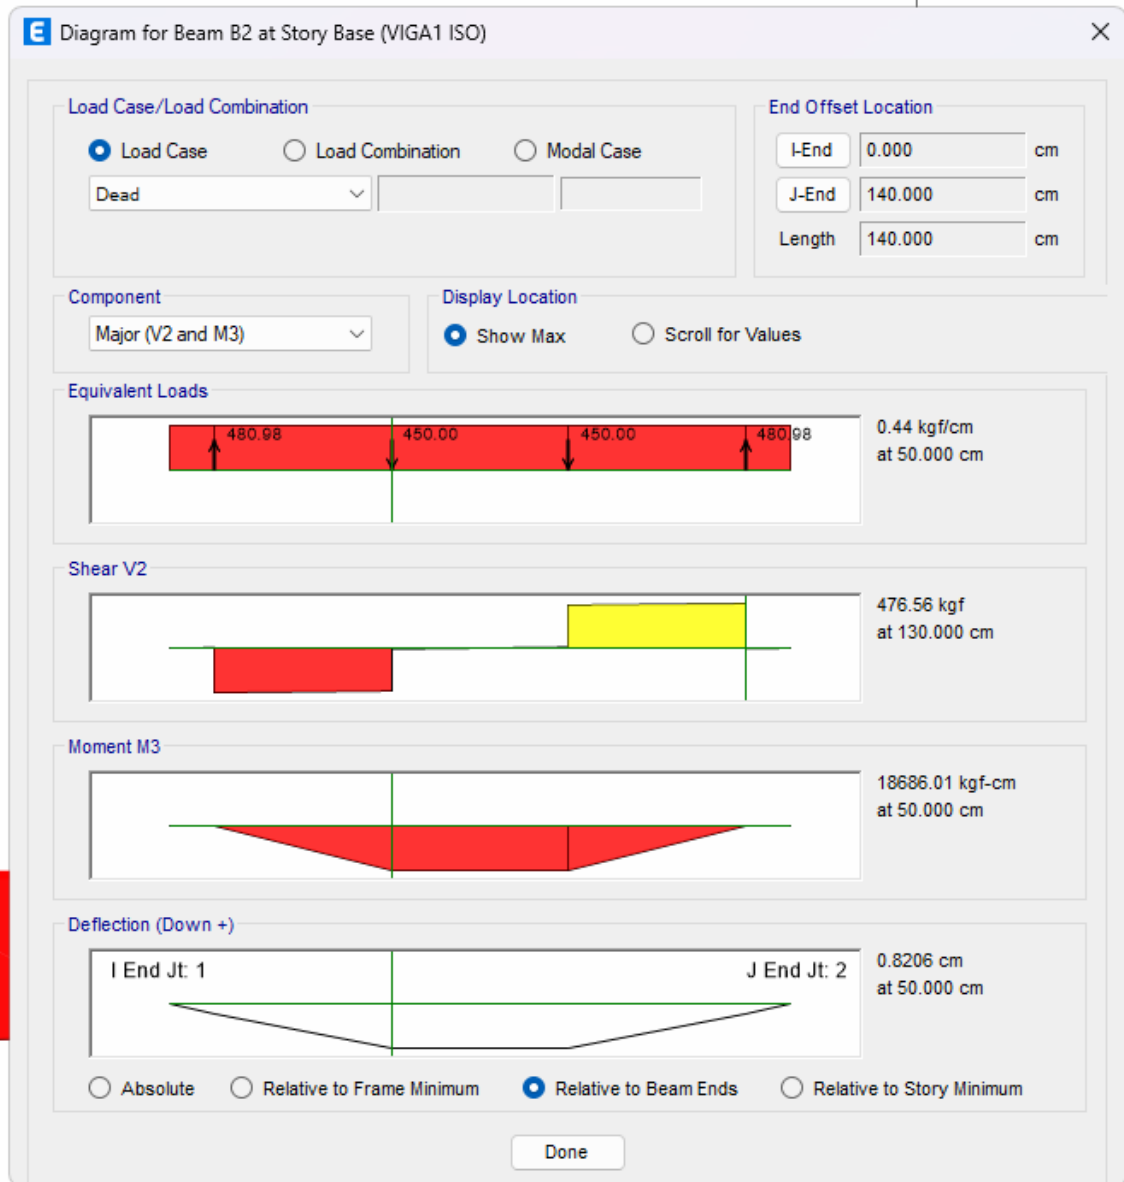 E Diagram for Beam B2 at Story Base (VIGA1 ISO)
Load Case/Load Combination
Load Case Load Combination Modal Case
Dead
End Offset Location
I-End 0.000 cm
J-End 140.000 cm
Length 140.000 cm
Component
Major (V2 and M3)
Display Location
Show Max Scroll for Values
Equivalent Loads
480.98 450.00 450.00 480.98
0.44 kgf/cm
at 50.000 cm
Shear V2
476.56 kgf
at 130.000 cm
Moment M3
18686.01 kgf-cm
at 50.000 cm
Deflection (Down +)
I End Jt: 1 J End Jt: 2
0.8206 cm
at 50.000 cm
Absolute Relative to Frame Minimum Relative to Beam Ends Relative to Story Minimum
Done